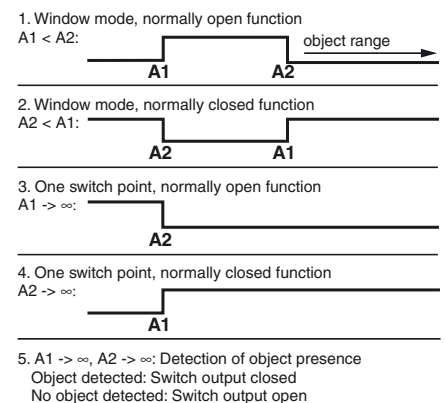 1. Window mode, normally open function
A1 < A2:
object range
A1 A2
2. Window mode, normally closed function
A2 < A1:
A2 A1
3. One switch point, normally open function
A1 -> ∞:
A2
4. One switch point, normally closed function
A2 -> ∞:
A1
5. A1 -> ∞, A2 -> ∞: Detection of object presence
Object detected: Switch output closed
No object detected: Switch output open